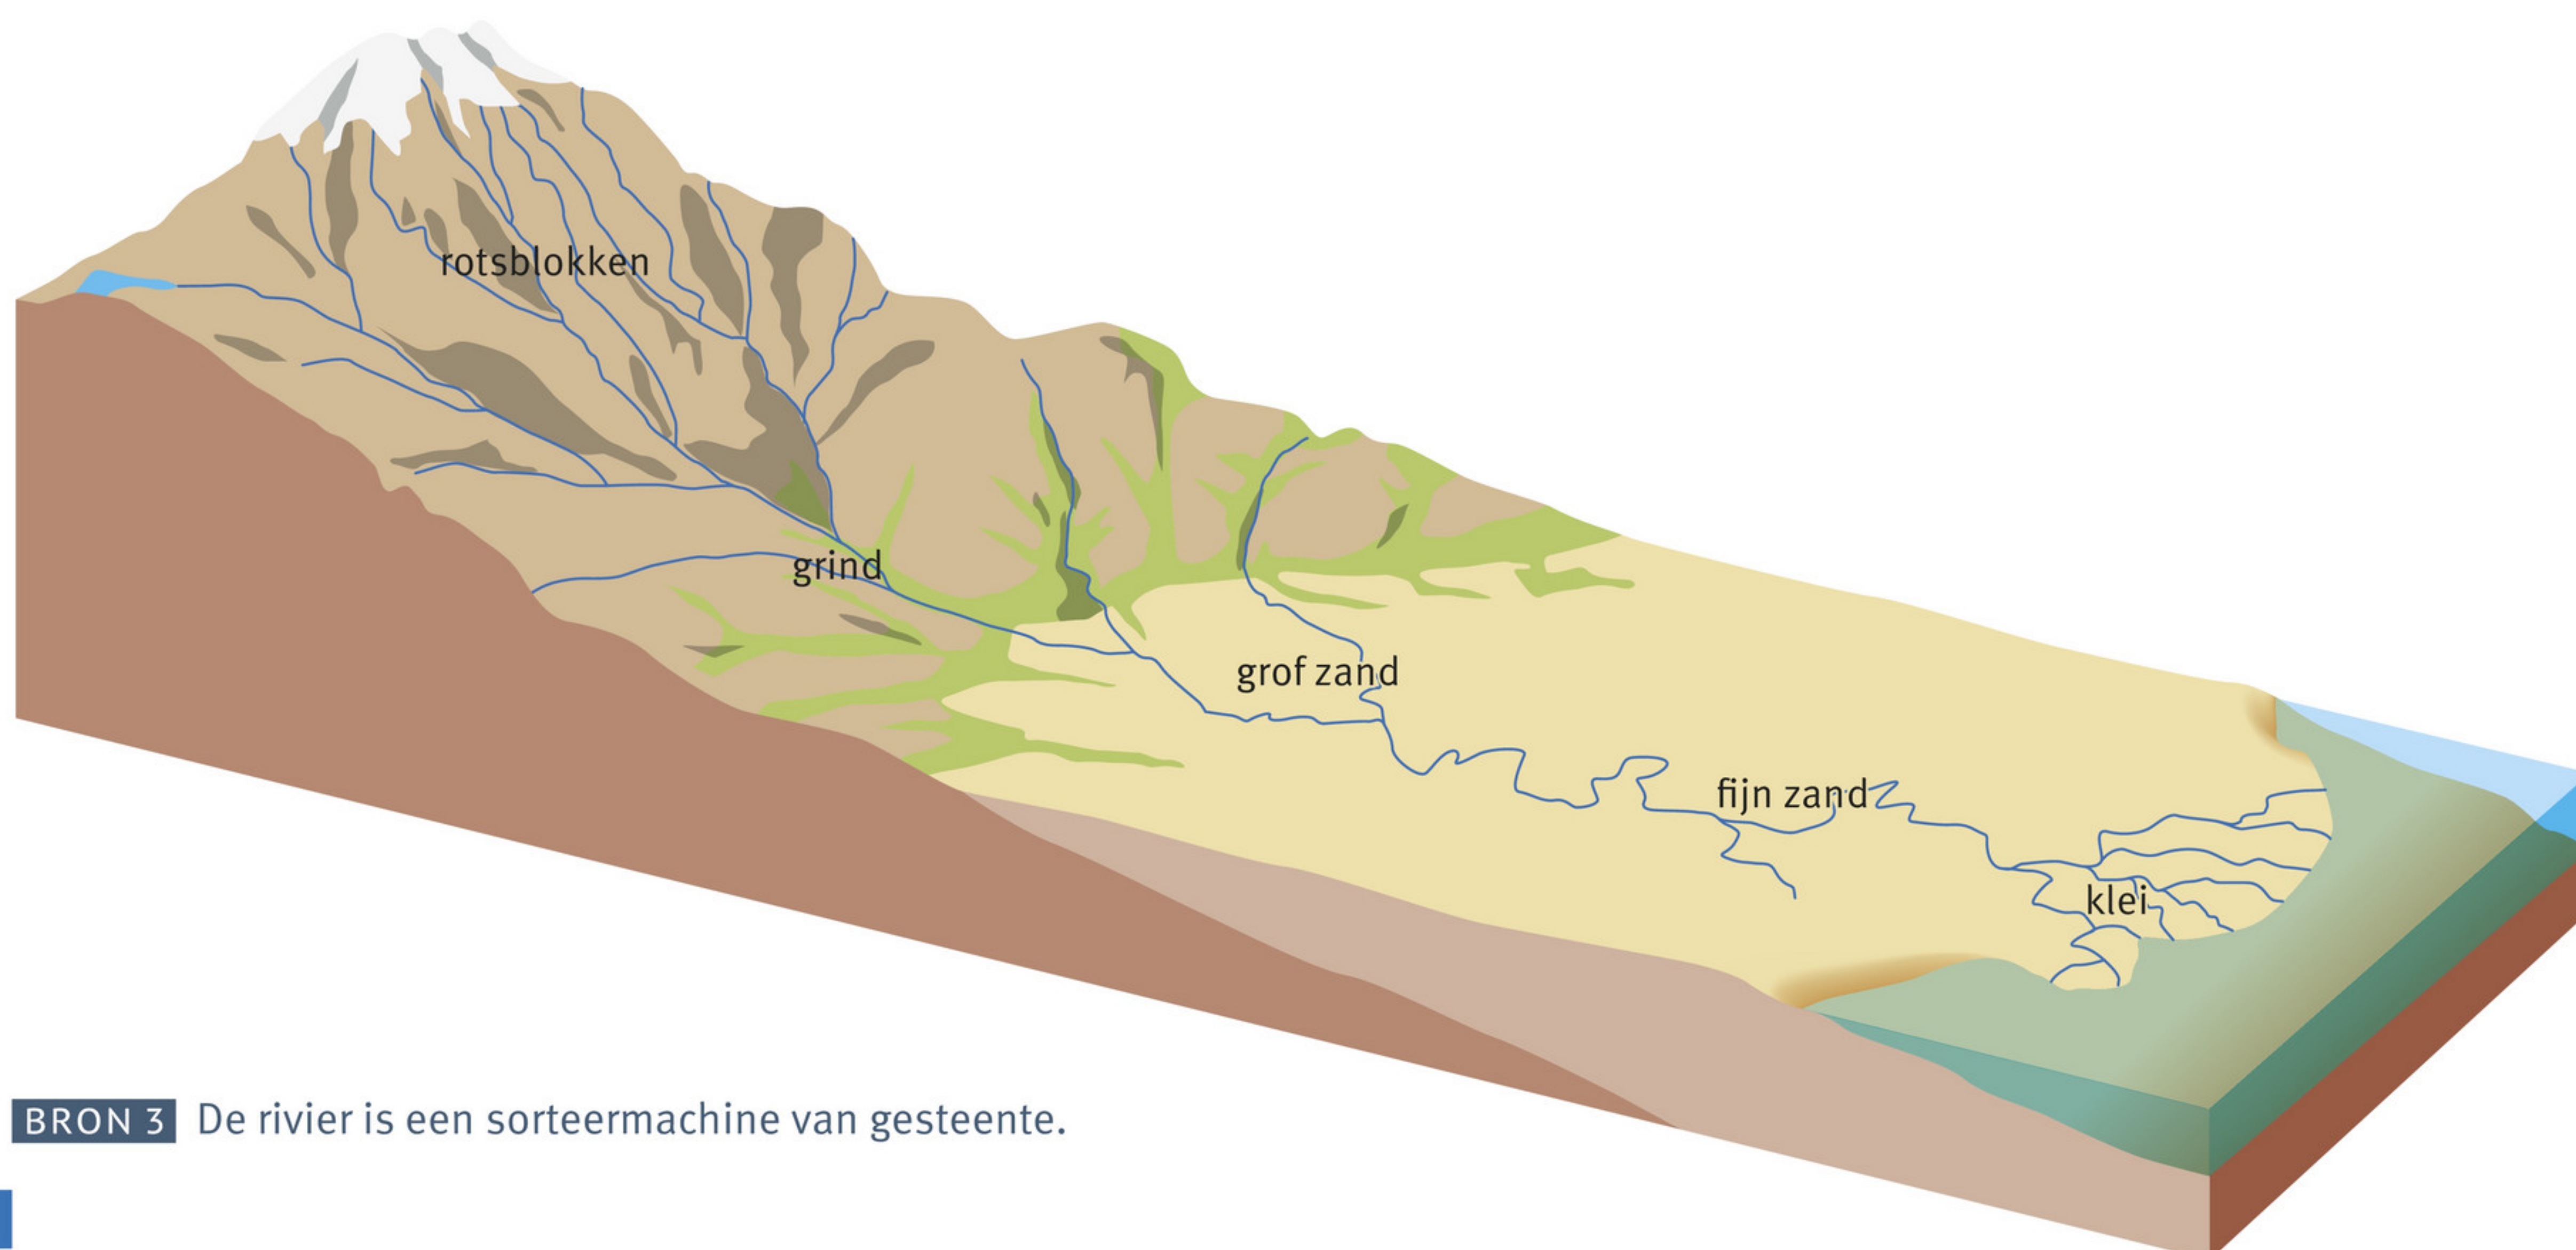 rotsblokken
grind
grof zand
fijn zand
klei
BRON 3 De rivier is een sorteermachine van gesteente.